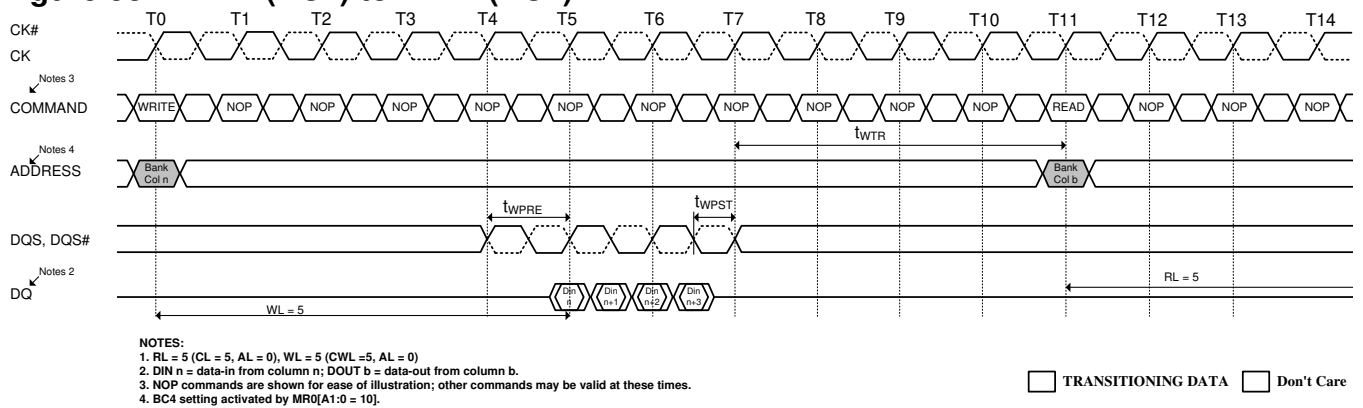 T0 T1 T2 T3 T4 T5 T6 T7 T8 T9 T10 T11 T12 T13 T14
CK#
CK
Notes 3
COMMAND
WRITE NOP NOP NOP NOP NOP NOP NOP NOP NOP NOP READ NOP NOP NOP
tWTR
Notes 4
ADDRESS
Bank
Col n
Bank
Col b
tWPRE
tWPST
DQS, DQS#
Notes 2
DQ
Din
n
Din
n+1
Din
n+2
Din
n+3
RL = 5
WL = 5
NOTES:
1. RL = 5 (CL = 5, AL = 0), WL = 5 (CWL =5, AL = 0)
2. DIN n = data-in from column n; DOUT b = data-out from column b.
3. NOP commands are shown for ease of illustration; other commands may be valid at these times.
4. BC4 setting activated by MR0[A1:0 = 10].
TRANSITIONING DATA Don't Care